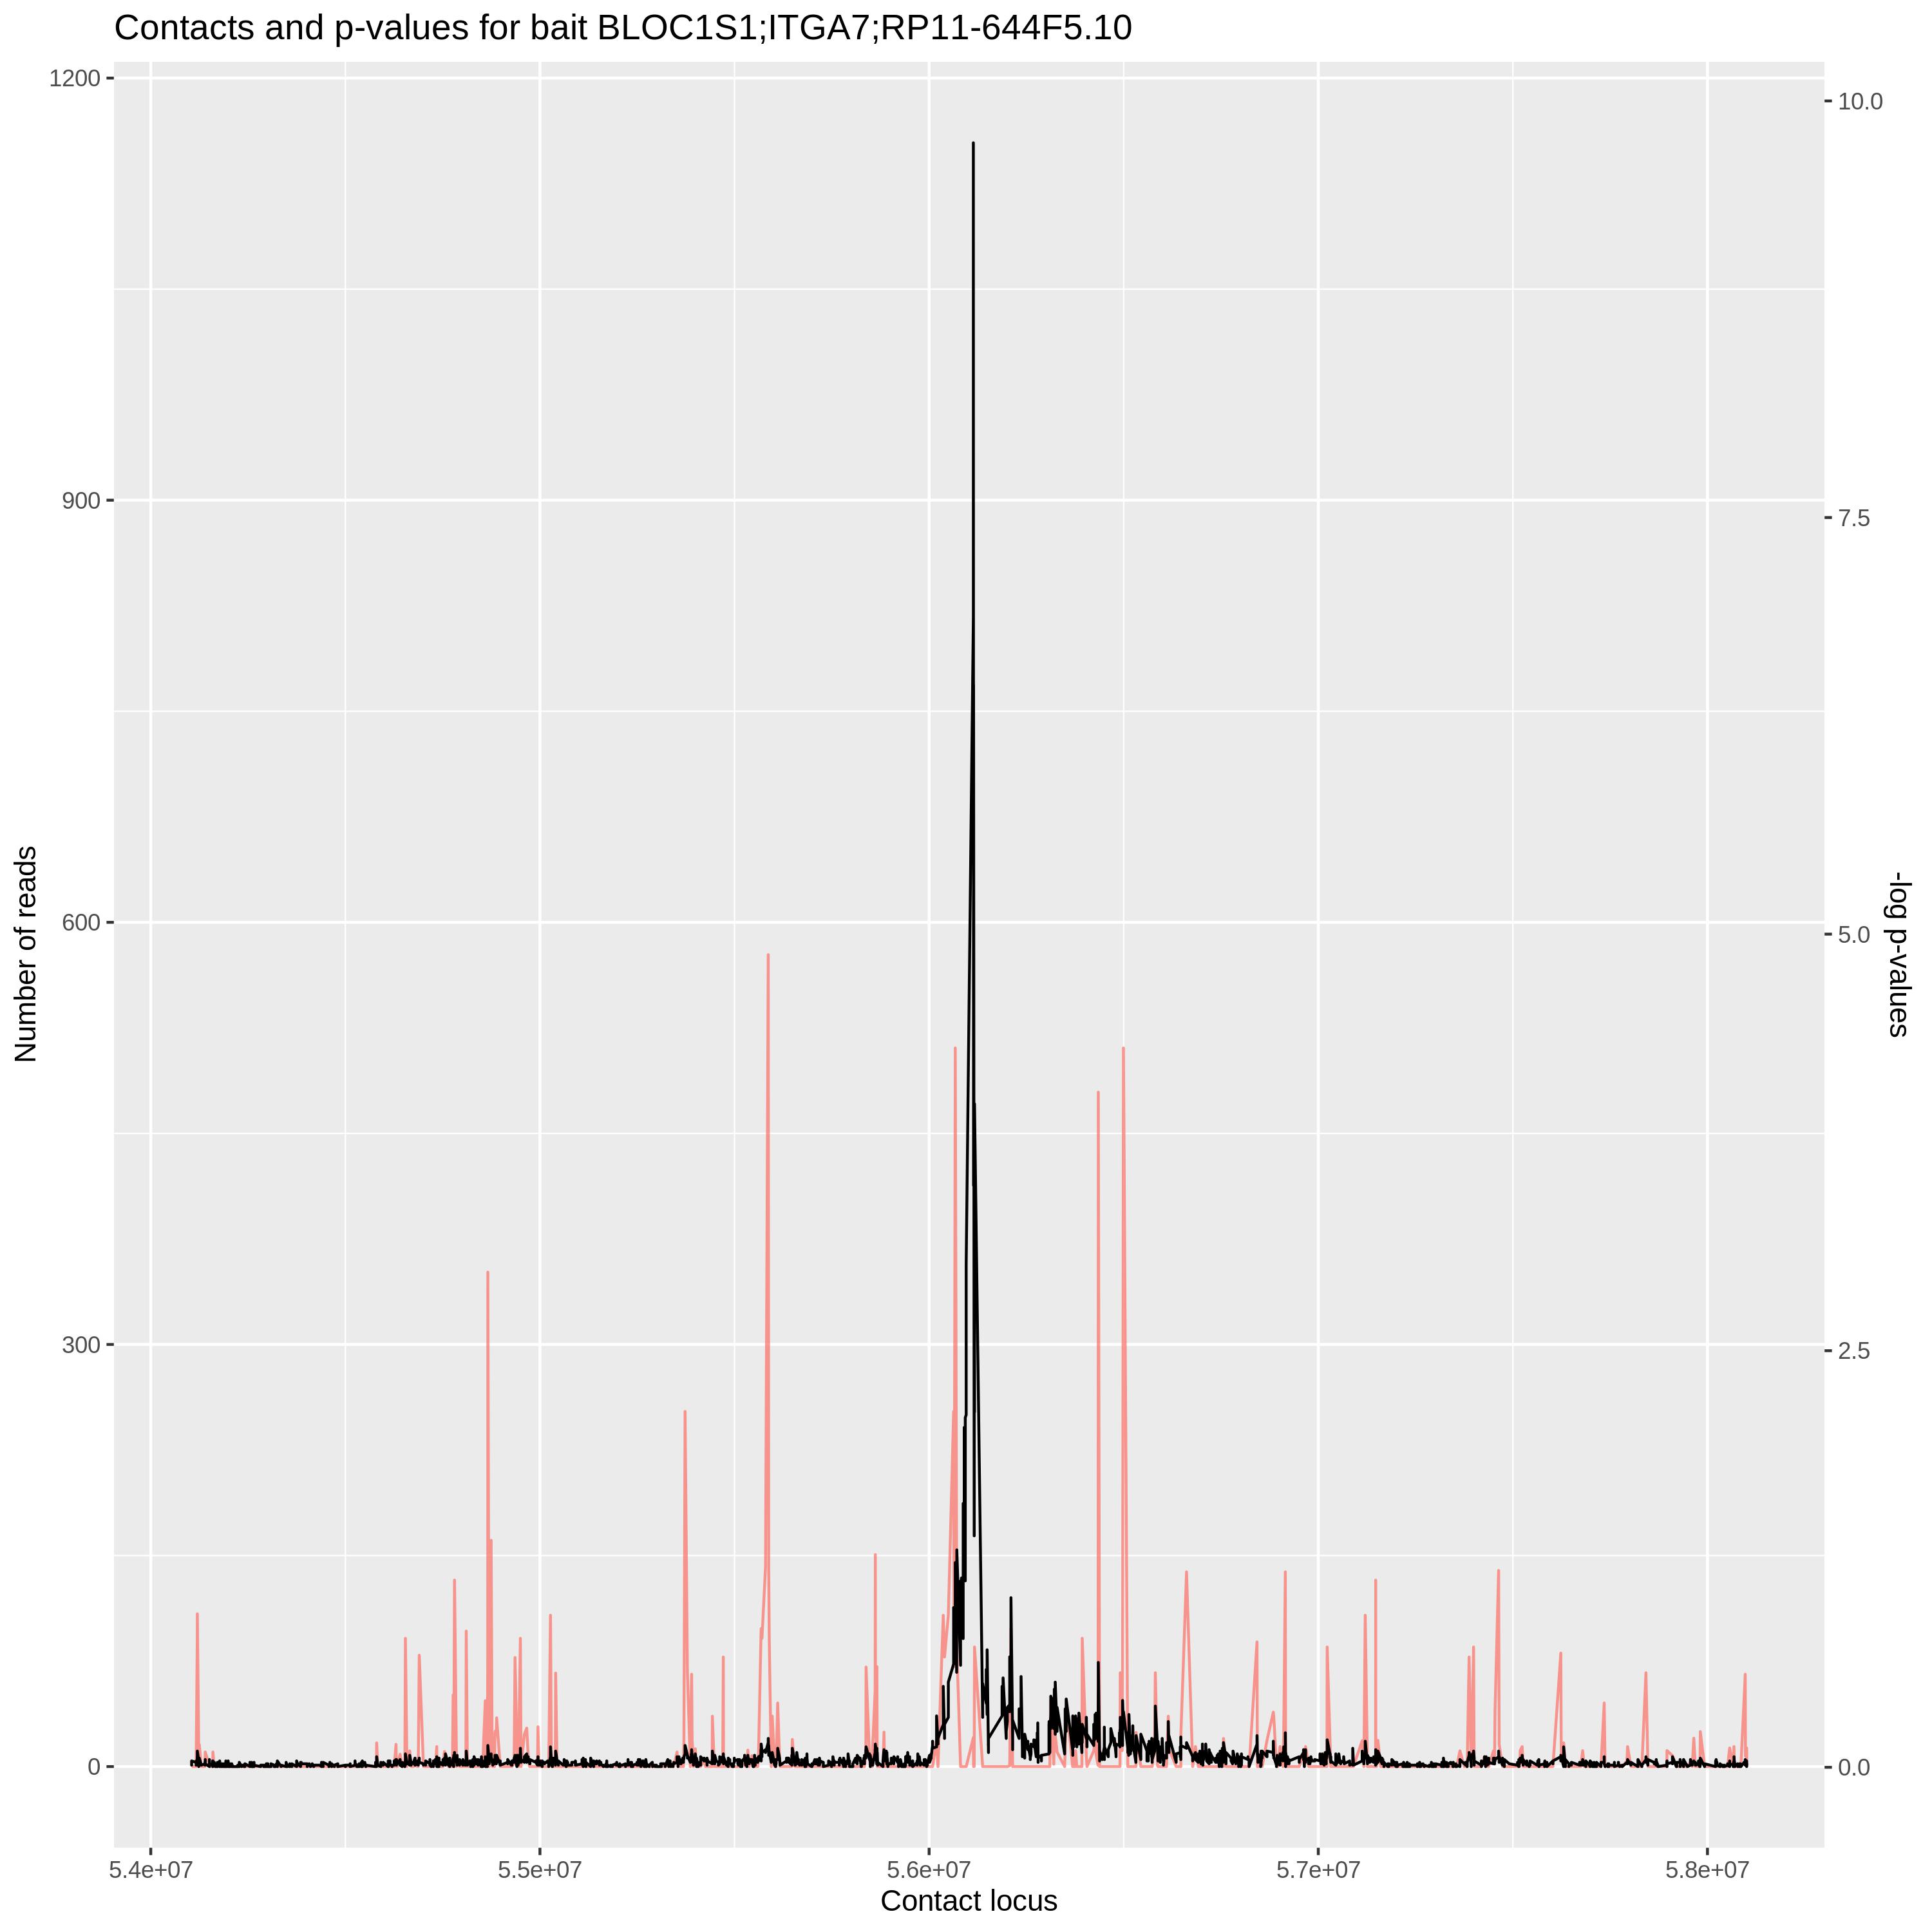 Contacts and p-values for bait BLOC1S1;ITGA7;RP11-644F5.10
1200
900
600
300
0
Number of reads
10.0
7.5
5.0
2.5
0.0
-log p-values
5.4e+07
5.5e+07
5.6e+07
5.7e+07
5.8e+07
Contact locus